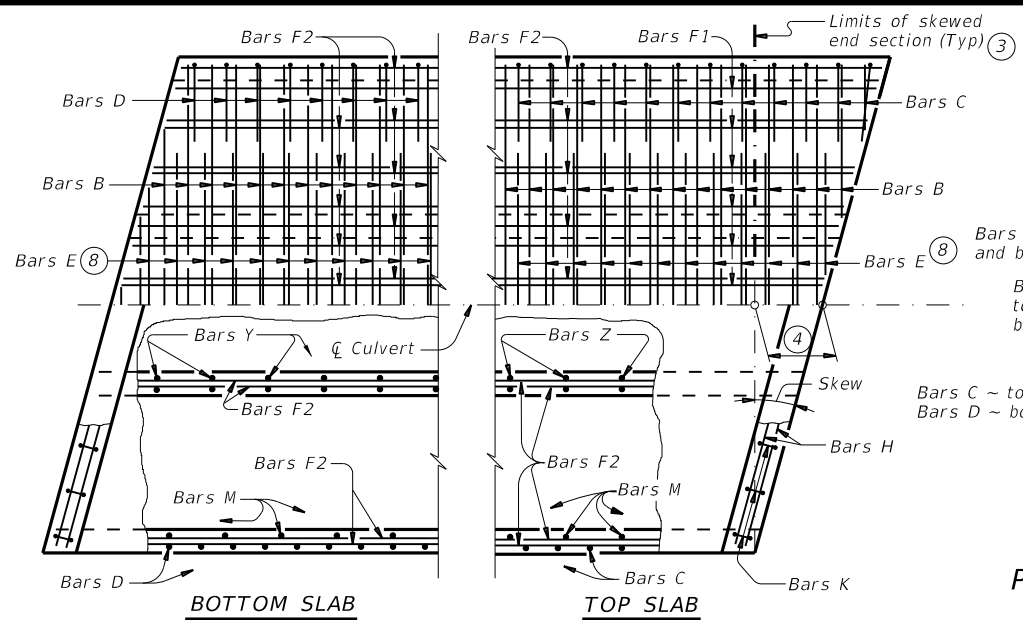 Bars F2
Bars F2
Bars F1
Limits of skewed
end section (Typ) 3
Bars D
Bars C
Bars B
Bars B
Bars E 8
Bars E 8
Bars
and b
B
to
b
Bars Y
℄ Culvert
Bars Z
4
Bars F2
Skew
Bars C ~ to
Bars D ~ bo
Bars H
Bars F2
Bars F2
Bars M
Bars M
Bars D
Bars C
Bars K
P
BOTTOM SLAB
TOP SLAB